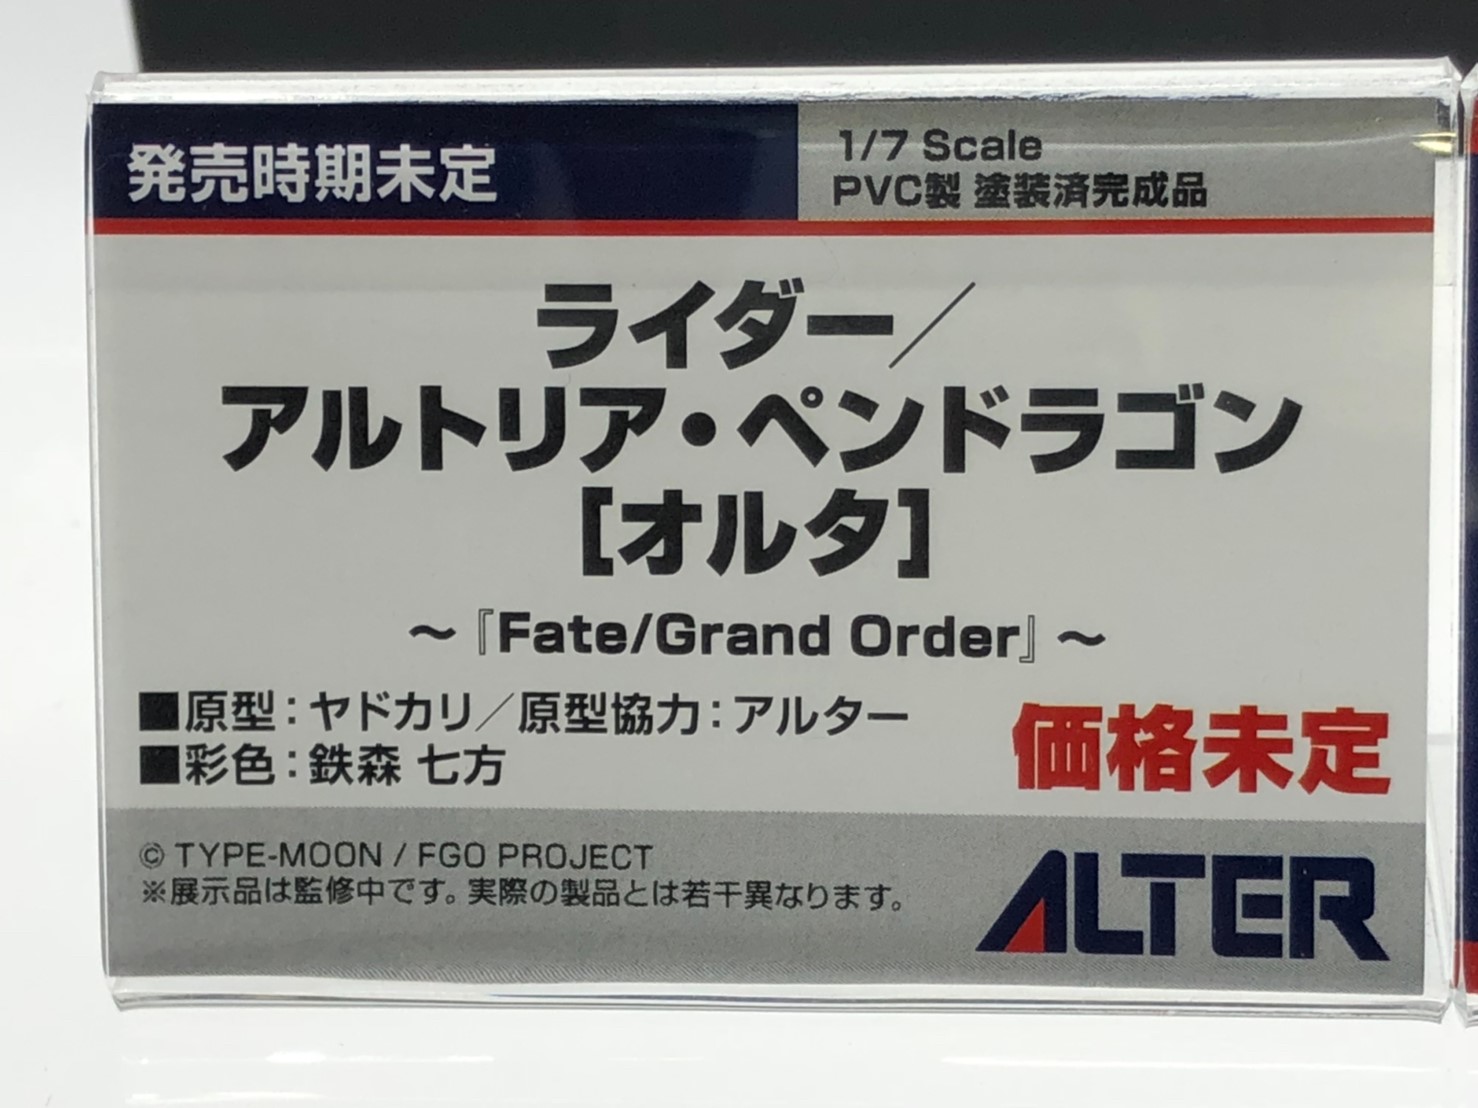 発売時期未定
1/7 Scale
PVC製 塗装済完成品
ライダー／
アルトリア・ペンドラゴン
［オルタ］
～『Fate/Grand Order』～
■原型：ヤドカリ／原型協力：アルター
■彩色：鉄森 七方
価格未定
© TYPE-MOON / FGO PROJECT
※展示品は監修中です。実際の製品とは若干異なります。
ALTER